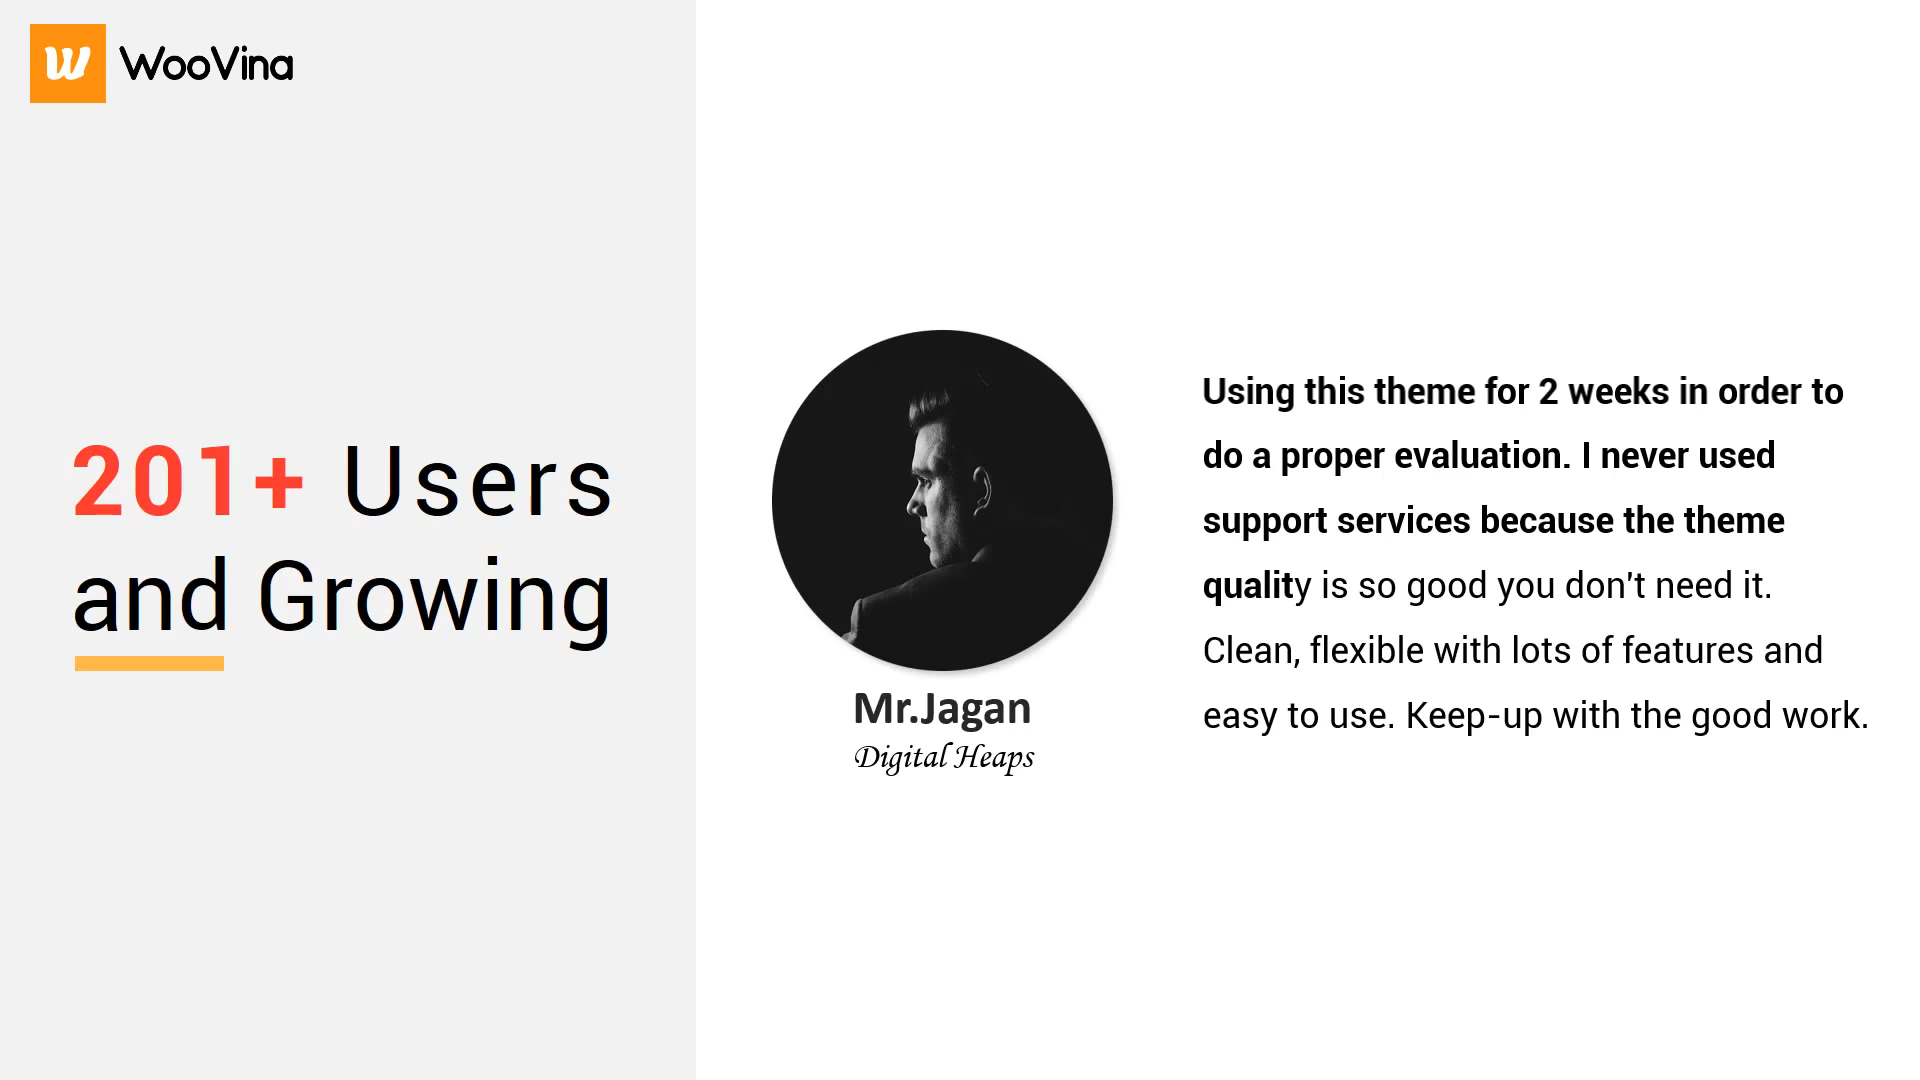 WooVina
201+ Users
and Growing
Mr.Jagan
Digital Heaps
Using this theme for 2 weeks in order to
do a proper evaluation. I never used
support services because the theme
quality is so good you don't need it.
Clean, flexible with lots of features and
easy to use. Keep-up with the good work.